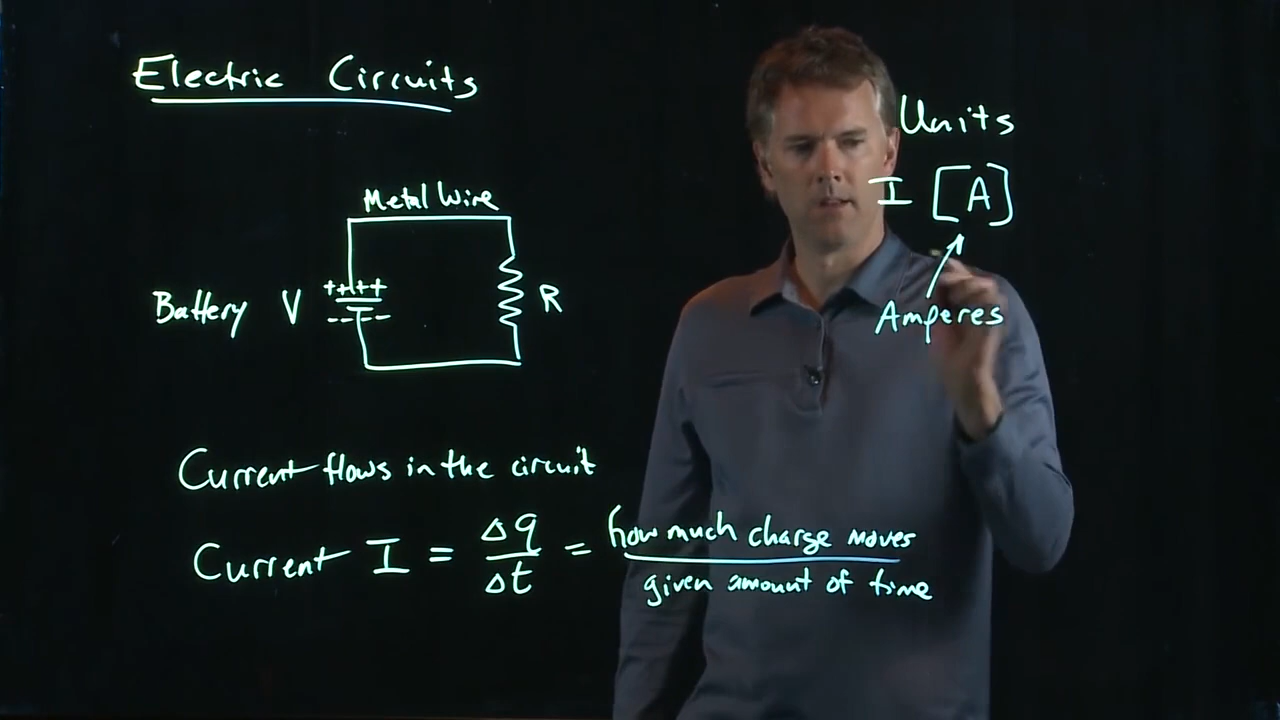 Electric Circuits
Units
I [A]
Amperes
Metal Wire
Battery V
++++
----
R
Current flows in the circuit
Current I = Δq/Δt = how much charge moves / given amount of time